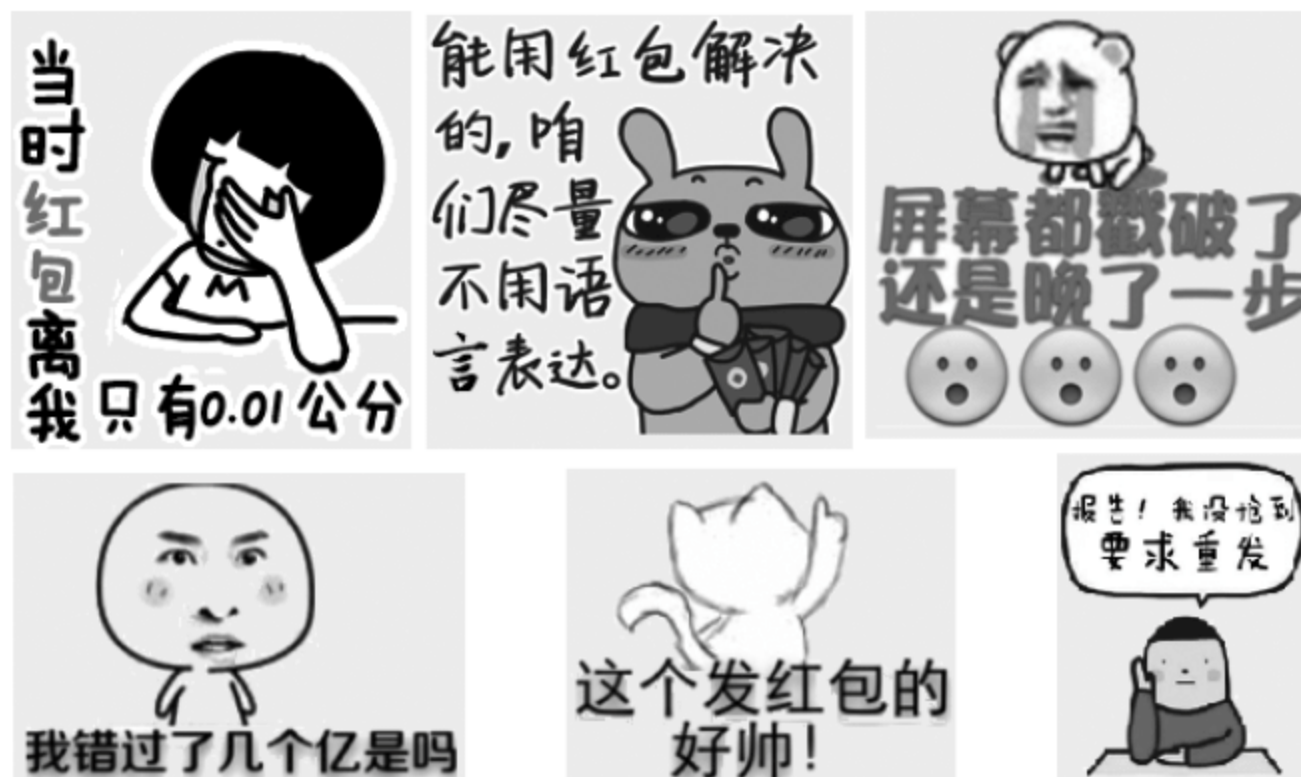 当
时
红
包
离
我只有0.01公分
能用红包解决
的,咱
们尽量
不用语
言表达。
屏幕都戳破了
还是晚了一步
我错过了几个亿是吗
这个发红包的
好帅!
报告!我没抢到
要求重发